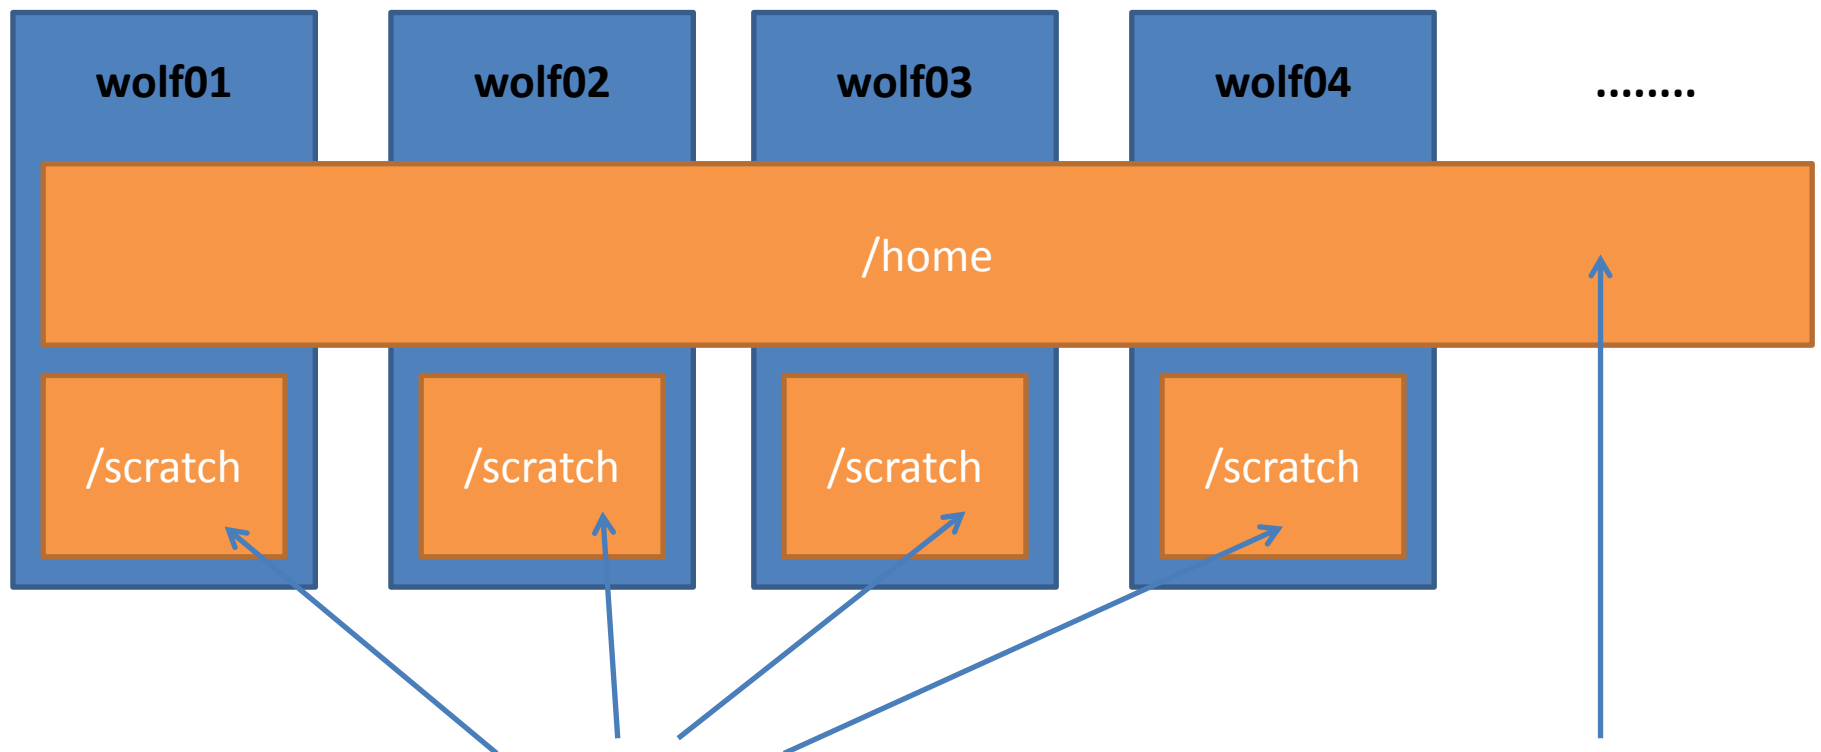 wolf01
wolf02
wolf03
wolf04
........
/home
/scratch
/scratch
/scratch
/scratch